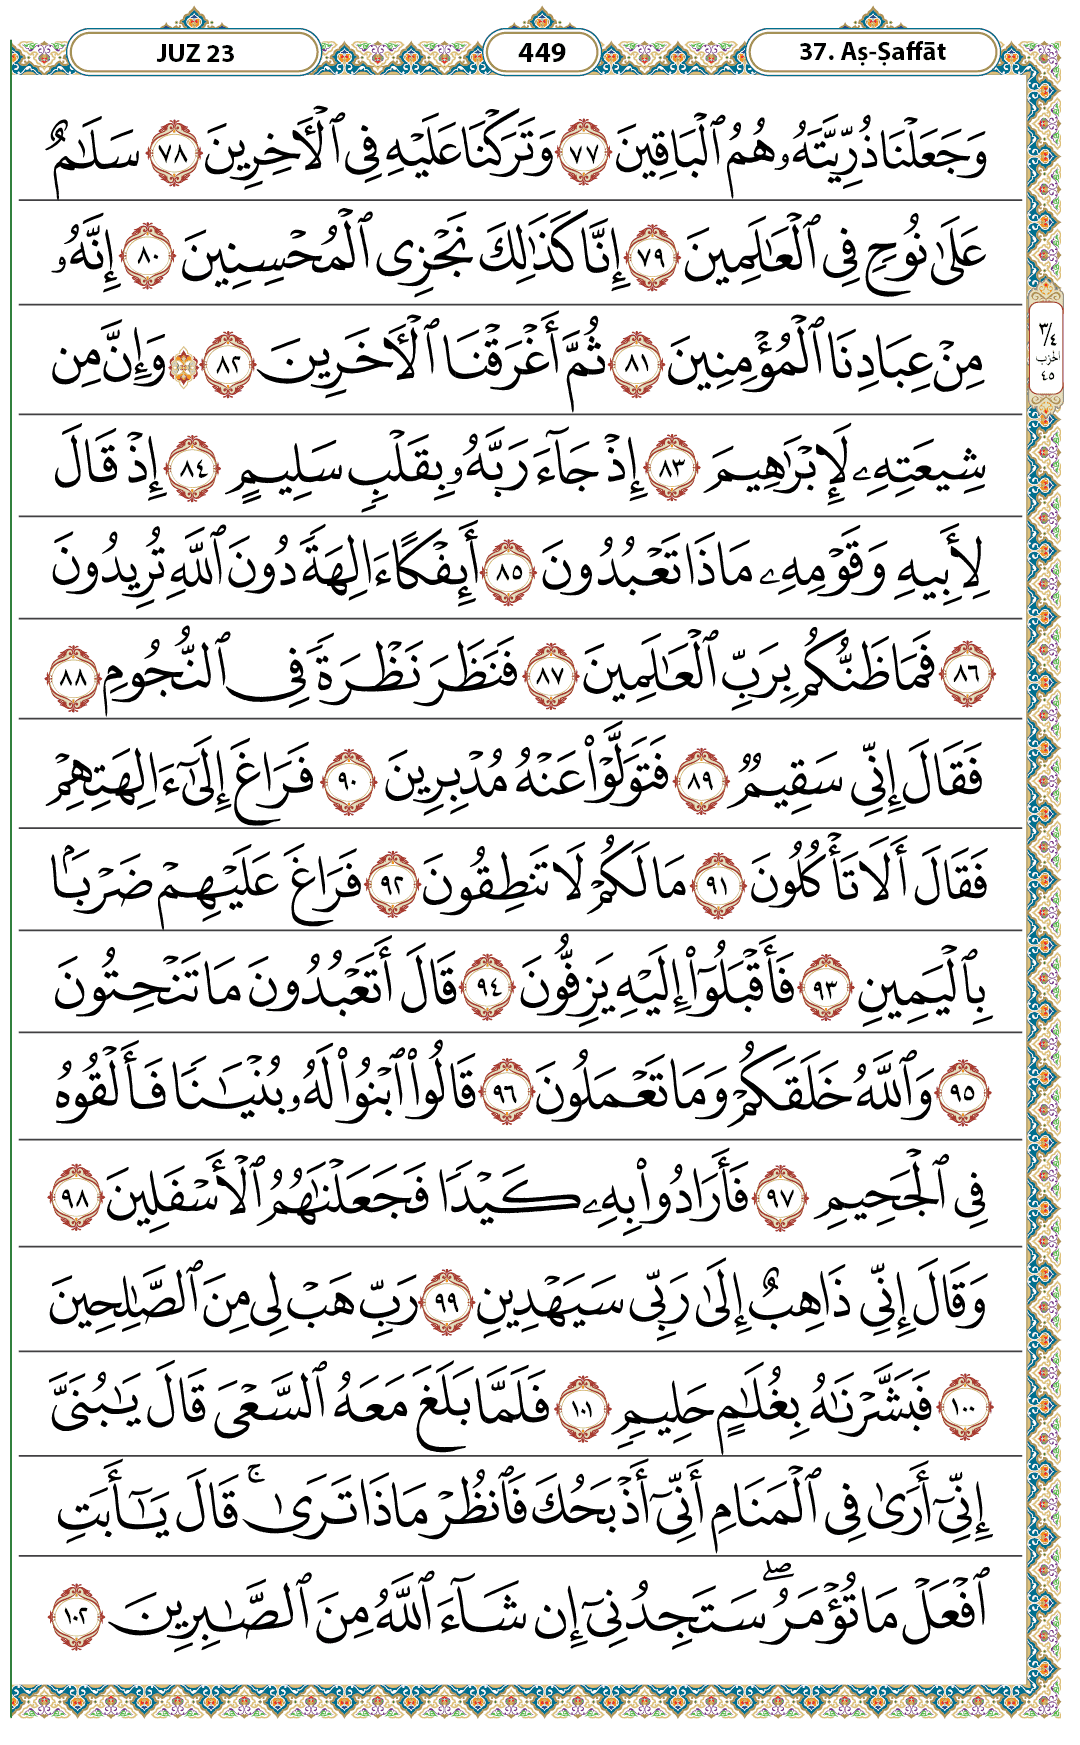 JUZ 23 449 37. Aṣ-Ṣaffāt
وَجَعَلْنَا ذُرِّيَّتَهُۥ هُمُ ٱلْبَاقِينَ ٧٧ وَتَرَكْنَا عَلَيْهِ فِى ٱلْأَخِرِينَ ٧٨ سَلَٰمٌ
عَلَىٰ نُوحٍ فِى ٱلْعَٰلَمِينَ ٧٩ إِنَّا كَذَٰلِكَ نَجْزِى ٱلْمُحْسِنِينَ ٨٠ إِنَّهُۥ
مِنْ عِبَادِنَا ٱلْمُؤْمِنِينَ ٨١ ثُمَّ أَغْرَقْنَا ٱلْأَخَرِينَ ٨٢ ۞ وَإِنَّ مِن
٣/٤
الحزب
٤٥
شِيعَتِهِۦ لَإِبْرَٰهِيمَ ٨٣ إِذْ جَآءَ رَبَّهُۥ بِقَلْبٍ سَلِيمٍ ٨٤ إِذْ قَالَ
لِأَبِيهِ وَقَوْمِهِۦ مَاذَا تَعْبُدُونَ ٨٥ أَئِفْكًا ءَالِهَةً دُونَ ٱللَّهِ تُرِيدُونَ
٨٦ فَمَا ظَنُّكُم بِرَبِّ ٱلْعَٰلَمِينَ ٨٧ فَنَظَرَ نَظْرَةً فِى ٱلنُّجُومِ ٨٨
فَقَالَ إِنِّى سَقِيمٌ ٨٩ فَتَوَلَّوْا۟ عَنْهُ مُدْبِرِينَ ٩٠ فَرَاغَ إِلَىٰٓ ءَالِهَتِهِمْ
فَقَالَ أَلَا تَأْكُلُونَ ٩١ مَا لَكُمْ لَا تَنطِقُونَ ٩٢ فَرَاغَ عَلَيْهِمْ ضَرْبًۢا
بِٱلْيَمِينِ ٩٣ فَأَقْبَلُوٓا۟ إِلَيْهِ يَزِفُّونَ ٩٤ قَالَ أَتَعْبُدُونَ مَا تَنْحِتُونَ
٩٥ وَٱللَّهُ خَلَقَكُمْ وَمَا تَعْمَلُونَ ٩٦ قَالُوا۟ ٱبْنُوا۟ لَهُۥ بُنْيَٰنًا فَأَلْقُوهُ
فِى ٱلْجَحِيمِ ٩٧ فَأَرَادُوا۟ بِهِۦ كَيْدًا فَجَعَلْنَٰهُمُ ٱلْأَسْفَلِينَ ٩٨
وَقَالَ إِنِّى ذَاهِبٌ إِلَىٰ رَبِّى سَيَهْدِينِ ٩٩ رَبِّ هَبْ لِى مِنَ ٱلصَّٰلِحِينَ
١٠٠ فَبَشَّرْنَٰهُ بِغُلَٰمٍ حَلِيمٍ ١٠١ فَلَمَّا بَلَغَ مَعَهُ ٱلسَّعْىَ قَالَ يَٰبُنَىَّ
إِنِّىٓ أَرَىٰ فِى ٱلْمَنَامِ أَنِّىٓ أَذْبَحُكَ فَٱنظُرْ مَاذَا تَرَىٰ ۚ قَالَ يَٰٓأَبَتِ
ٱفْعَلْ مَا تُؤْمَرُ ۖ سَتَجِدُنِىٓ إِن شَآءَ ٱللَّهُ مِنَ ٱلصَّٰبِرِينَ ١٠٢